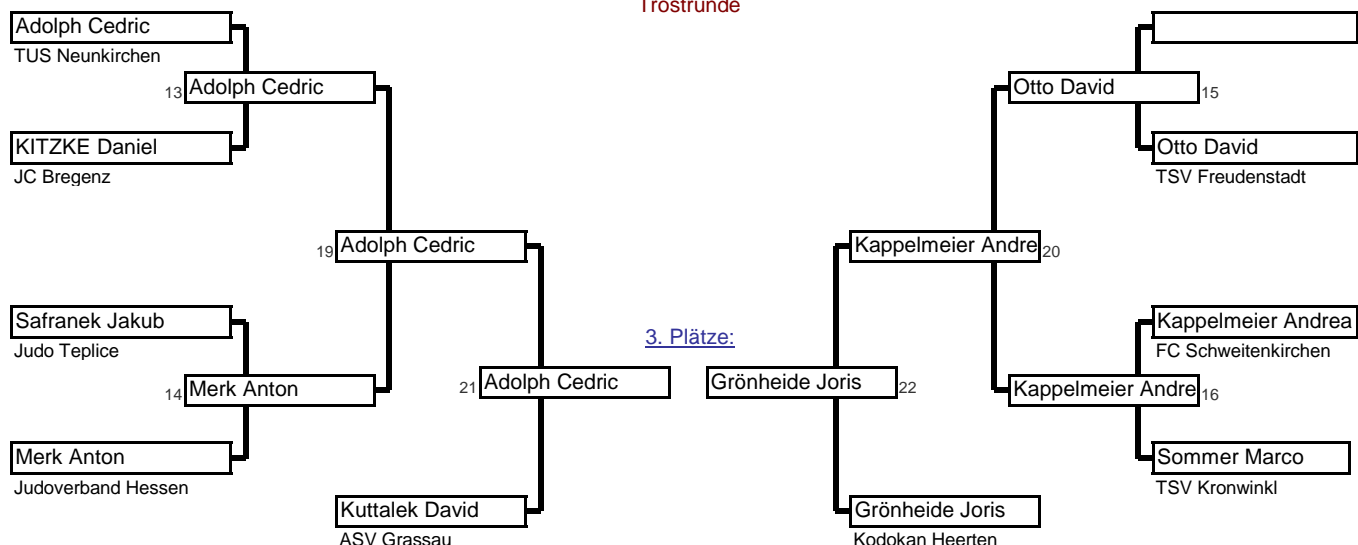 Trostrunde
Adolph Cedric
TUS Neunkirchen
13 Adolph Cedric
Otto David 15
KITZKE Daniel
JC Bregenz
Otto David
TSV Freudenstadt
19 Adolph Cedric
Kappelmeier Andre 20
Safranek Jakub
Judo Teplice
Kappelmeier Andrea
FC Schweitenkirchen
3. Plätze:
14 Merk Anton
21 Adolph Cedric
Grönheide Joris 22
Kappelmeier Andre 16
Merk Anton
Judoverband Hessen
Sommer Marco
TSV Kronwinkl
Kuttalek David
ASV Grassau
Grönheide Joris
Kodokan Heerten